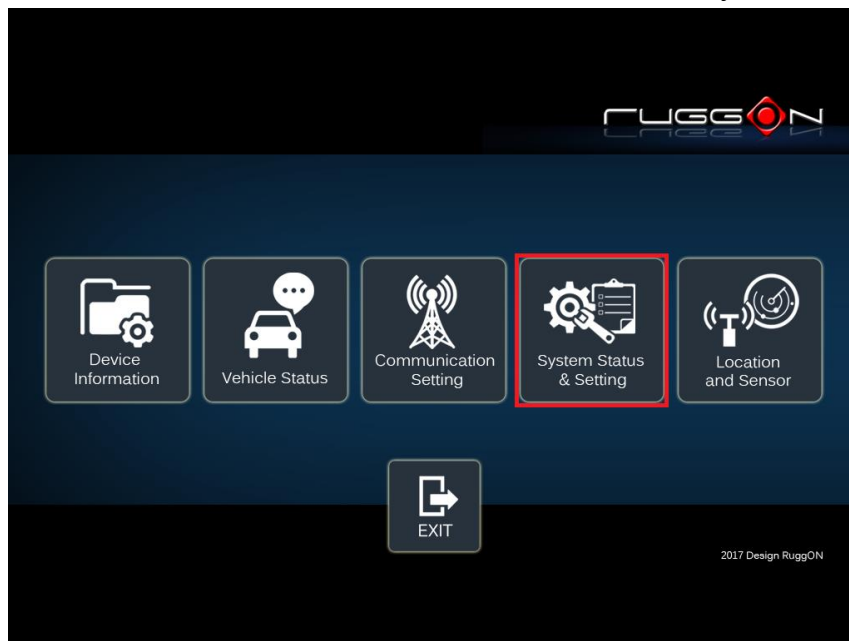 RUGGON
Device
Information
Vehicle Status
Communication
Setting
System Status
& Setting
Location
and Sensor
EXIT
2017 Design RuggON